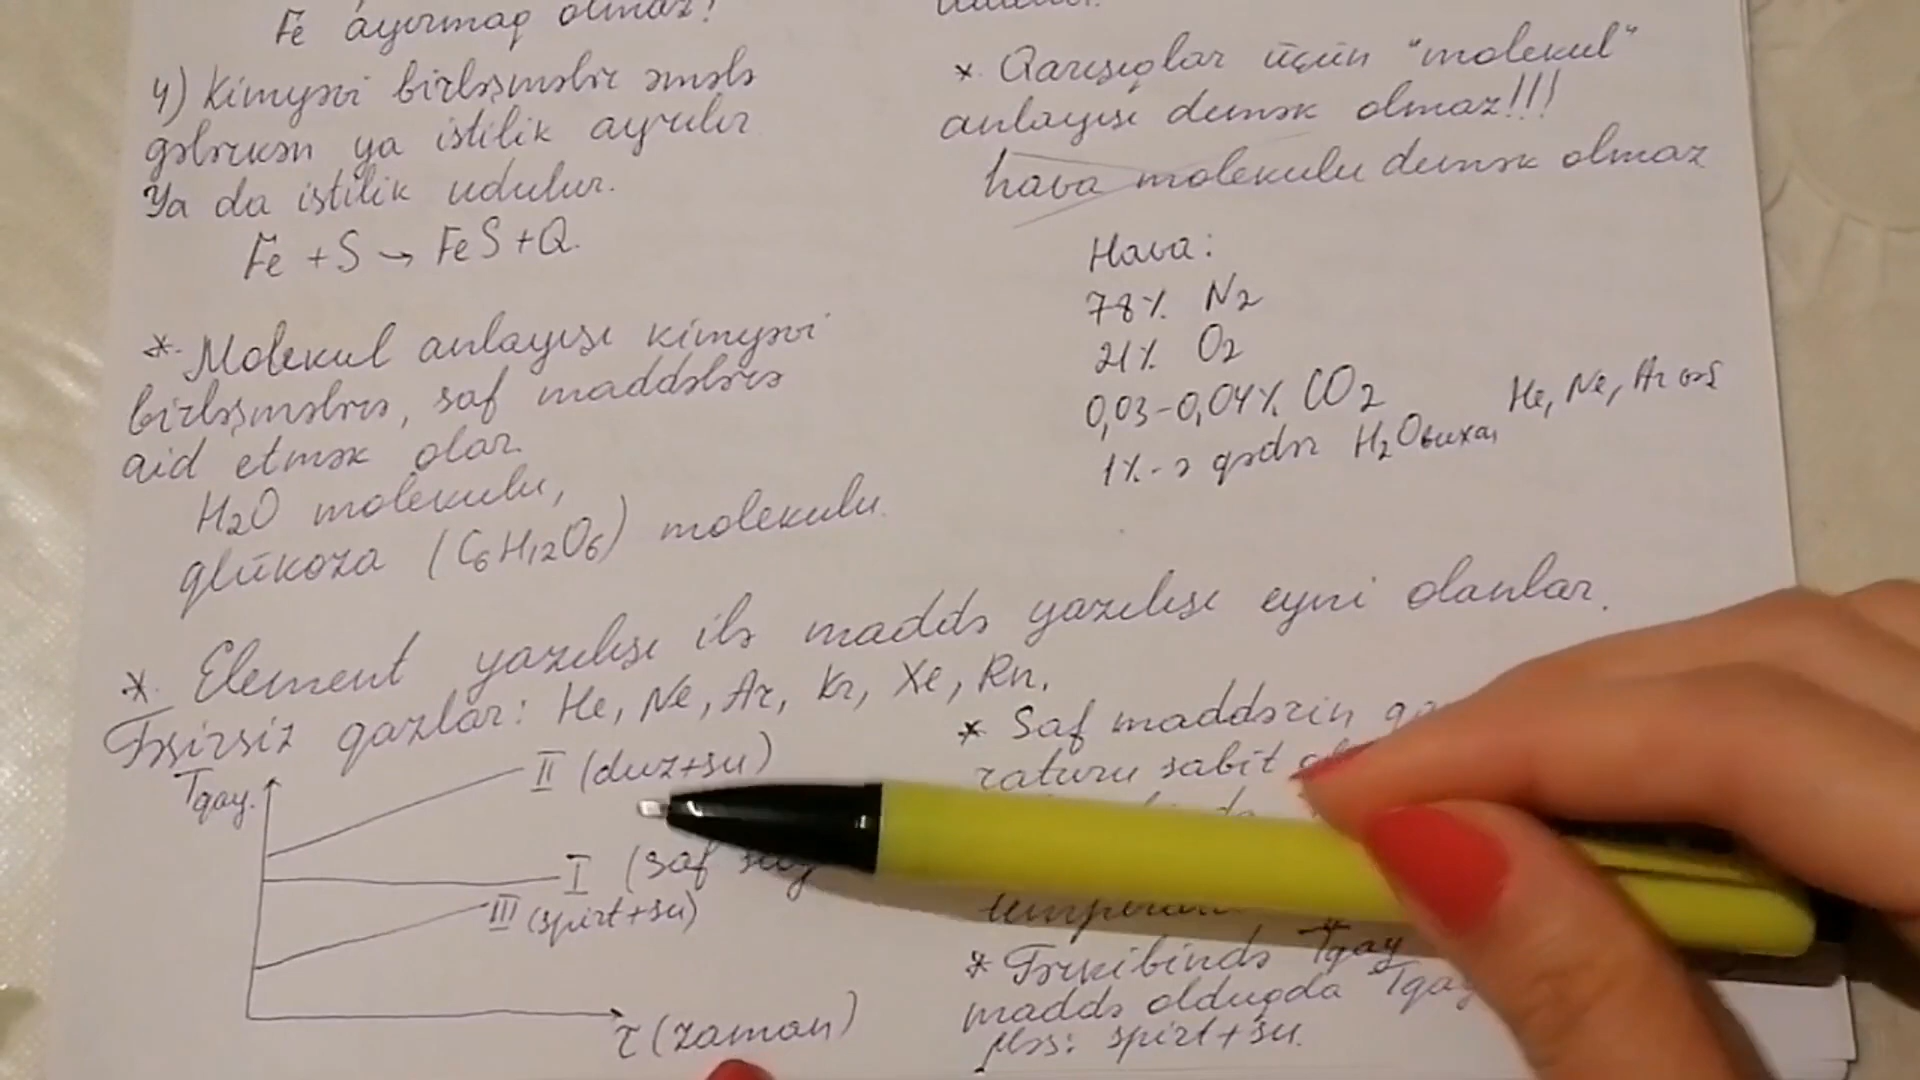 Fe ayırmaq olmaz!
4) Kimyəvi birləşmələr əmələ
gələrkən ya istilik ayrılır
Ya da istilik udulur.
Fe + S → FeS + Q.
*. Molekul anlayışı kimyəvi
birləşmələrə, saf maddələrə
aid etmək olar.
H2O molekulu,
qlükoza (C6H12O6) molekulu.
*. Qarışıqlar üçün "molekul"
anlayışı demək olmaz!!!
hava molekulu demək olmaz
Hava:
78% N2
21% O2
0,03-0,04% CO2
1%-ə qədər H2Obuxarı He, Ne, Ar
*. Element yazılışı ilə maddə yazılışı eyni olanlar.
Təsirsiz qazlar: He, Ne, Ar, Kr, Xe, Rn.
Tqay.
II (duz+su)
I (saf
III (spirt+su)
τ (zaman)
* Saf maddərin
raturu sabit
* Tərkibində Tqay
maddə olduqda Tqay
Məs: spirt+su.